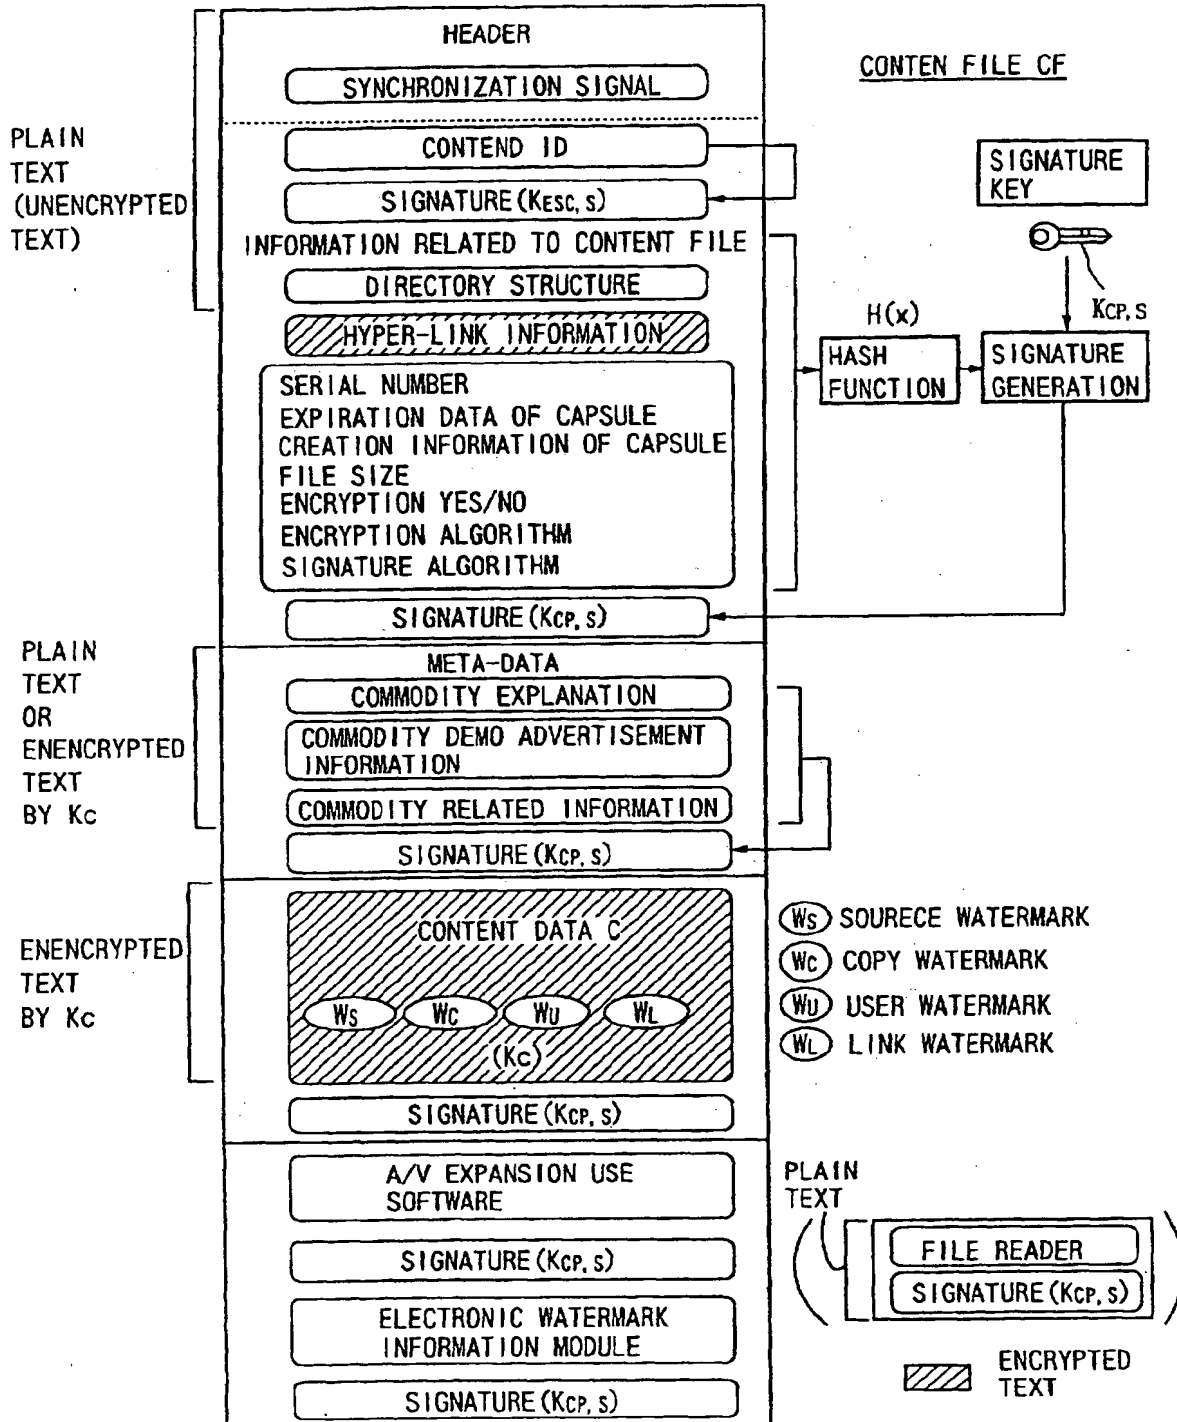 HEADER
CONTEN FILE CF
SYNCHRONIZATION SIGNAL
PLAIN
TEXT
(UNENCRYPTED
TEXT)
CONTEND ID
SIGNATURE(KESC, S)
SIGNATURE
KEY
INFORMATION RELATED TO CONTENT FILE
DIRECTORY STRUCTURE
KCP, S
HYPER-LINK INFORMATION
H(x)
HASH
FUNCTION
SIGNATURE
GENERATION
SERIAL NUMBER
EXPIRATION DATA OF CAPSULE
CREATION INFORMATION OF CAPSULE
FILE SIZE
ENCRYPTION YES/NO
ENCRYPTION ALGORITHM
SIGNATURE ALGORITHM
SIGNATURE(KCP, S)
PLAIN
TEXT
OR
ENENCRYPTED
TEXT
BY Kc
META-DATA
COMMODITY EXPLANATION
COMMODITY DEMO ADVERTISEMENT
INFORMATION
COMMODITY RELATED INFORMATION
SIGNATURE(KCP, S)
ENENCRYPTED
TEXT
BY Kc
CONTENT DATA C
WS WC WU WL
(Kc)
WS SOURECE WATERMARK
WC COPY WATERMARK
WU USER WATERMARK
WL LINK WATERMARK
SIGNATURE(KCP, S)
A/V EXPANSION USE
SOFTWARE
SIGNATURE(KCP, S)
ELECTRONIC WATERMARK
INFORMATION MODULE
SIGNATURE(KCP, S)
PLAIN
TEXT
FILE READER
SIGNATURE(KCP, S)
ENCRYPTED
TEXT